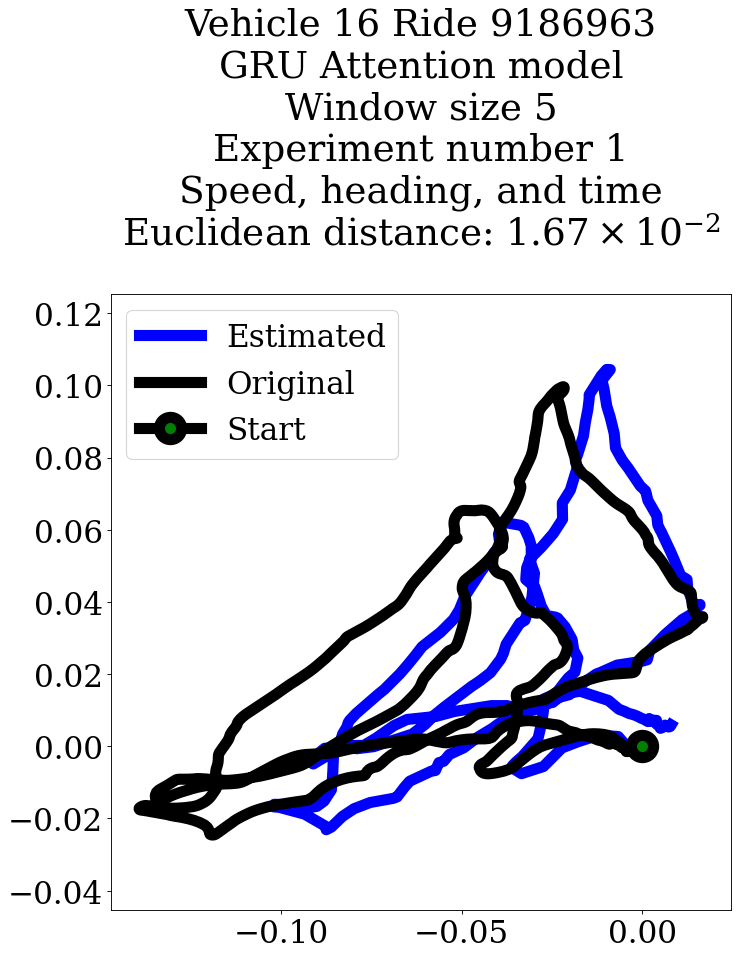 Vehicle 16 Ride 9186963
GRU Attention model
Window size 5
Experiment number 1
Speed, heading, and time
Euclidean distance: 1.67 × 10⁻²
Estimated
Original
Start
0.12
0.10
0.08
0.06
0.04
0.02
0.00
−0.02
−0.04
−0.10
−0.05
0.00